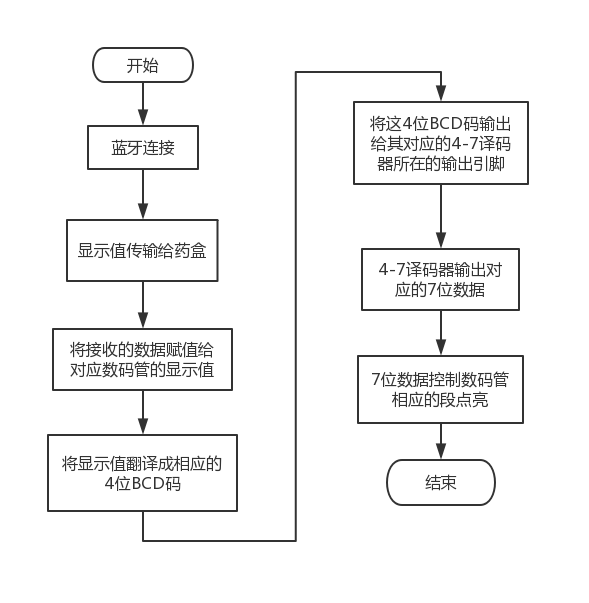 开始
蓝牙连接
显示值传输给药盒
将接收的数据赋值给
对应数码管的显示值
将显示值翻译成相应的
4位BCD码
将这4位BCD码输出
给其对应的4-7译码
器所在的输出引脚
4-7译码器输出对
应的7位数据
7位数据控制数码管
相应的段点亮
结束